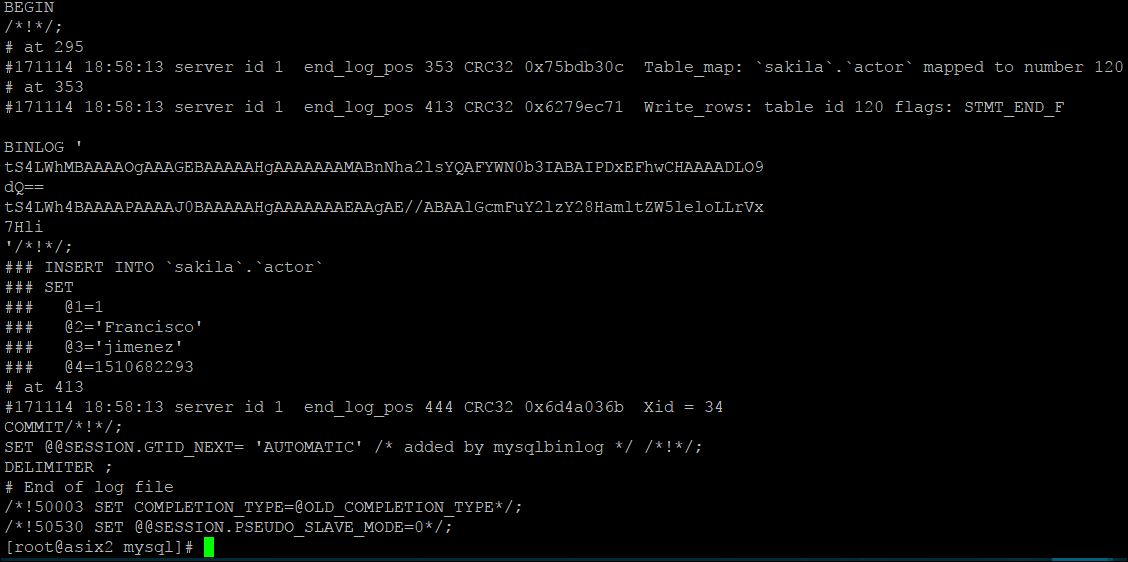 BEGIN
/*!*/;
# at 295
#171114 18:58:13 server id 1  end_log_pos 353 CRC32 0x75bdb30c  Table_map: `sakila`.`actor` mapped to number 120
# at 353
#171114 18:58:13 server id 1  end_log_pos 413 CRC32 0x6279ec71  Write_rows: table id 120 flags: STMT_END_F

BINLOG '
tS4LWhMBAAAAOgAAAGEBAAAAAHgAAAAAAAMABnNha2lsYQAFYWN0b3IABAIPDxEFhwCHAAAADLO9
dQ==
tS4LWh4BAAAAPAAAAJ0BAAAAAHgAAAAAAAEAAgAE//ABAAlGcmFuY2lzY28HamltZW5leloLLrVx
7Hli
'/*!*/;
### INSERT INTO `sakila`.`actor`
### SET
###   @1=1
###   @2='Francisco'
###   @3='jimenez'
###   @4=1510682293
# at 413
#171114 18:58:13 server id 1  end_log_pos 444 CRC32 0x6d4a036b  Xid = 34
COMMIT/*!*/;
SET @@SESSION.GTID_NEXT= 'AUTOMATIC' /* added by mysqlbinlog */ /*!*/;
DELIMITER ;
# End of log file
/*!50003 SET COMPLETION_TYPE=@OLD_COMPLETION_TYPE*/;
/*!50530 SET @@SESSION.PSEUDO_SLAVE_MODE=0*/;
[root@asix2 mysql]#